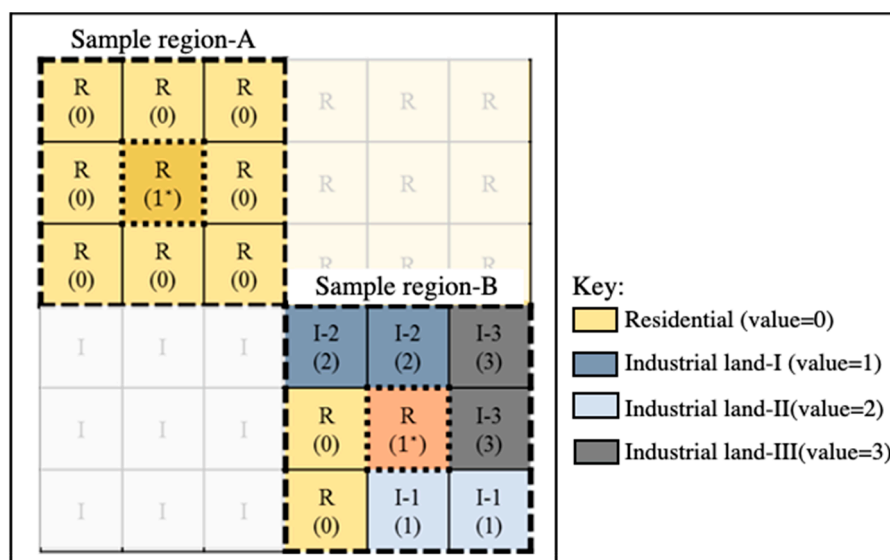 Sample region-A
R R R R R R
(0) (0) (0)
R R R R R R
(0) (1*) (0)
R R R R R R
(0) (0) (0)
Sample region-B
I I I I-2 I-2 I-3
(2) (2) (3)
I I I R R I-3
(0) (1*) (3)
I I I R I-1 I-1
(0) (1) (1)
Key:
Residential (value=0)
Industrial land-I (value=1)
Industrial land-II(value=2)
Industrial land-III(value=3)